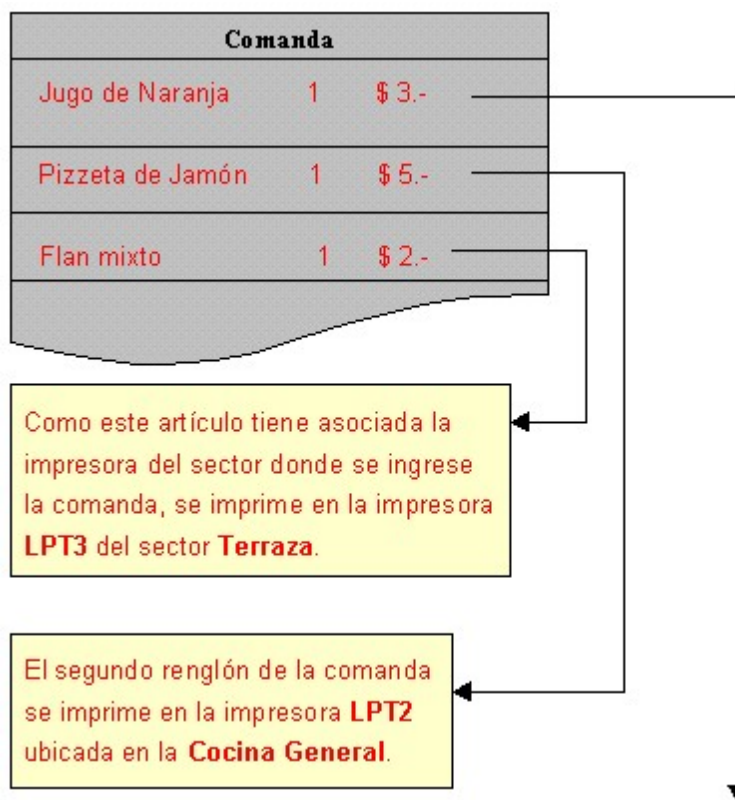 Comanda
Jugo de Naranja 1 $ 3.-
Pizzeta de Jamón 1 $ 5.-
Flan mixto 1 $ 2.-
Como este artículo tiene asociada la
impresora del sector donde se ingrese
la comanda, se imprime en la impresora
LPT3 del sector Terraza.
El segundo renglón de la comanda
se imprime en la impresora LPT2
ubicada en la Cocina General.